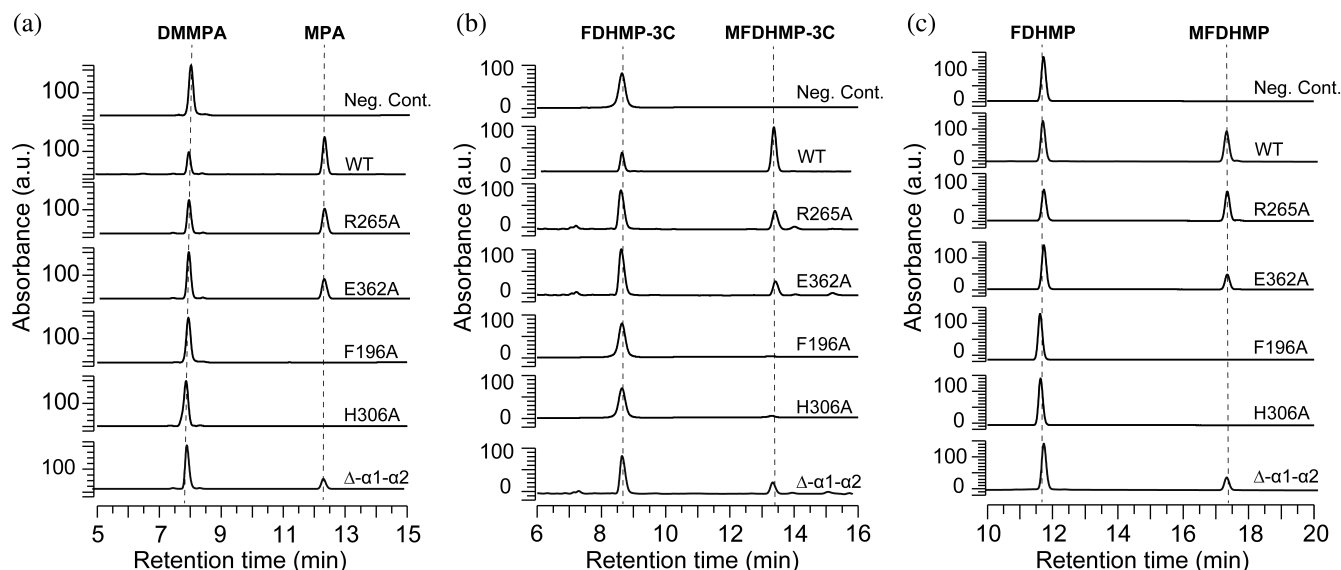 (a)
DMMPA MPA
Absorbance (a.u.)
100 Neg. Cont.
100 WT
100 R265A
100 E362A
100 F196A
100 H306A
100 Δ-α1-α2
5 7 9 11 13 15
Retention time (min)
(b)
FDHMP-3C MFDHMP-3C
Absorbance (a.u.)
100
0 Neg. Cont.
100
0 WT
100
0 R265A
100
0 E362A
100
0 F196A
100
0 H306A
100
0 Δ-α1-α2
6 8 10 12 14 16
Retention time (min)
(c)
FDHMP MFDHMP
Absorbance (a.u.)
100
0 Neg. Cont.
100
0 WT
100
0 R265A
100
0 E362A
100
0 F196A
100
0 H306A
100
0 Δ-α1-α2
10 12 14 16 18 20
Retention time (min)